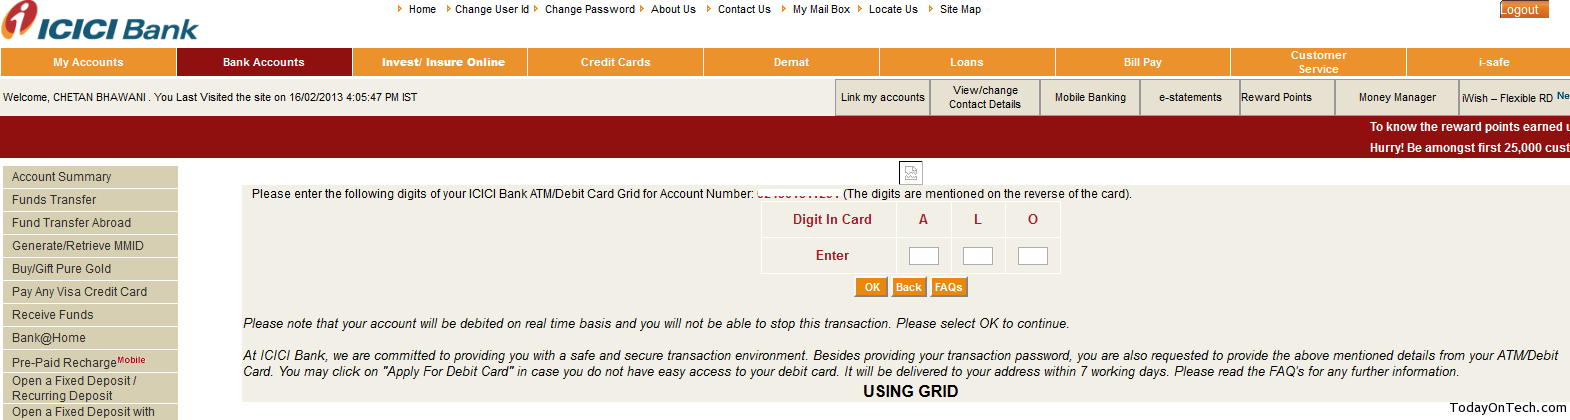 ICICI Bank
Home Change User Id Change Password About Us Contact Us My Mail Box Locate Us Site Map
Logout
My Accounts Bank Accounts Invest/ Insure Online Credit Cards Demat Loans Bill Pay Customer Service i-safe
Welcome, CHETAN BHAWANI . You Last Visited the site on 16/02/2013 4:05:47 PM IST
Link my accounts View/change Contact Details Mobile Banking e-statements Reward Points Money Manager iWish – Flexible RD Ne
To know the reward points earned u
Hurry! Be amongst first 25,000 cust
Account Summary
Funds Transfer
Fund Transfer Abroad
Generate/Retrieve MMID
Buy/Gift Pure Gold
Pay Any Visa Credit Card
Receive Funds
Bank@Home
Pre-Paid Recharge Mobile
Open a Fixed Deposit /
Recurring Deposit
Open a Fixed Deposit with
Please enter the following digits of your ICICI Bank ATM/Debit Card Grid for Account Number: (The digits are mentioned on the reverse of the card).
Digit In Card A L O
Enter
OK Back FAQs
Please note that your account will be debited on real time basis and you will not be able to stop this transaction. Please select OK to continue.
At ICICI Bank, we are committed to providing you with a safe and secure transaction environment. Besides providing your transaction password, you are also requested to provide the above mentioned details from your ATM/Debit
Card. You may click on "Apply For Debit Card" in case you do not have easy access to your debit card. It will be delivered to your address within 7 working days. Please read the FAQ's for any further information.
USING GRID
TodayOnTech.com